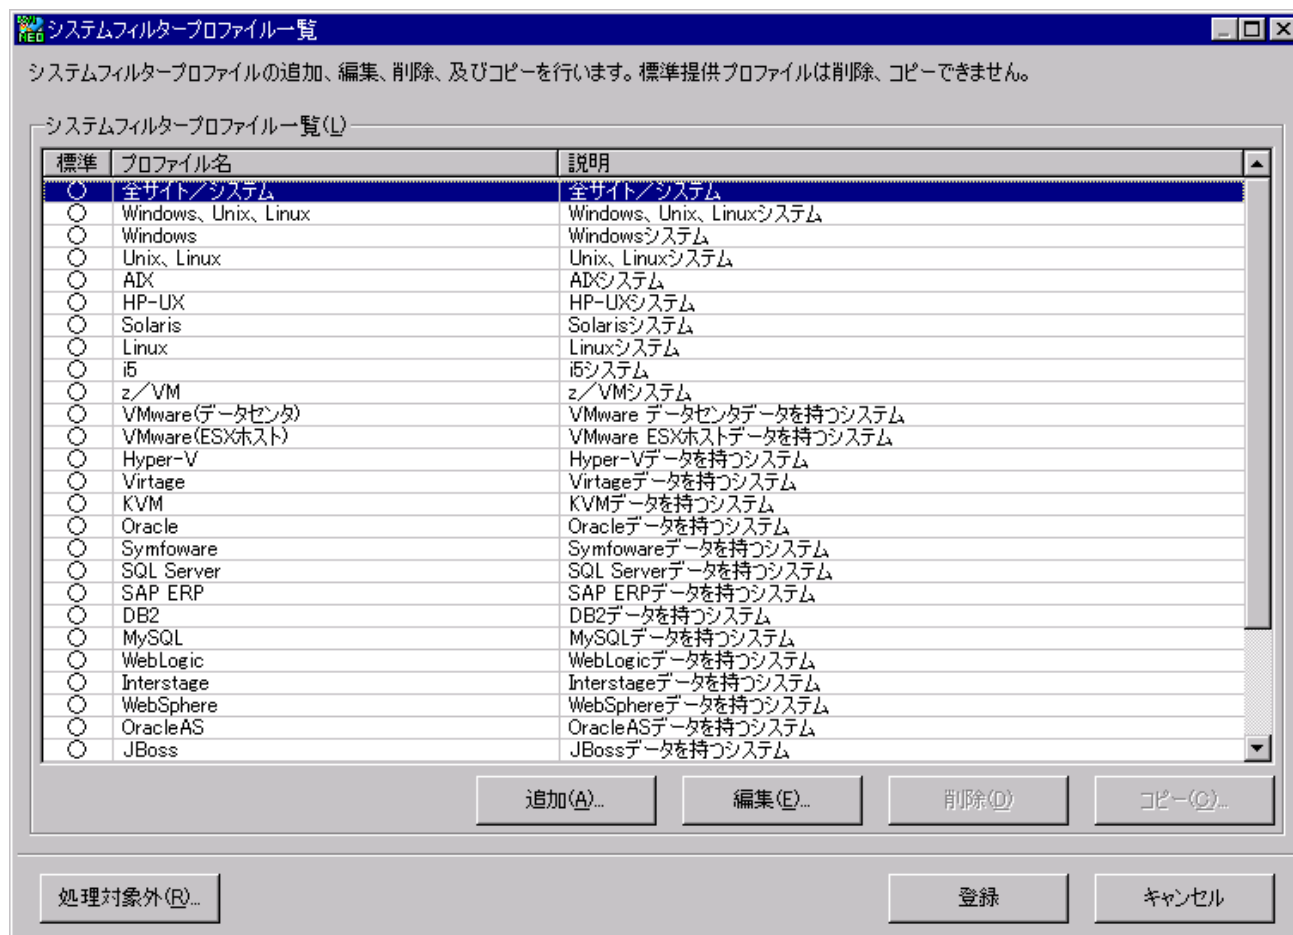 システムフィルタープロファイル一覧
システムフィルタープロファイルの追加、編集、削除、及びコピーを行います。標準提供プロファイルは削除、コピーできません。
システムフィルタープロファイル一覧(L)
標準 プロファイル名 説明
○ 全サイト／システム 全サイト／システム
○ Windows、Unix、Linux Windows、Unix、Linuxシステム
○ Windows Windowsシステム
○ Unix、Linux Unix、Linuxシステム
○ AIX AIXシステム
○ HP-UX HP-UXシステム
○ Solaris Solarisシステム
○ Linux Linuxシステム
○ i5 i5システム
○ z／VM z／VMシステム
○ VMware(データセンタ) VMware データセンタデータを持つシステム
○ VMware(ESXホスト) VMware ESXホストデータを持つシステム
○ Hyper-V Hyper-Vデータを持つシステム
○ Virtage Virtageデータを持つシステム
○ KVM KVMデータを持つシステム
○ Oracle Oracleデータを持つシステム
○ Symfoware Symfowareデータを持つシステム
○ SQL Server SQL Serverデータを持つシステム
○ SAP ERP SAP ERPデータを持つシステム
○ DB2 DB2データを持つシステム
○ MySQL MySQLデータを持つシステム
○ WebLogic WebLogicデータを持つシステム
○ Interstage Interstageデータを持つシステム
○ WebSphere WebSphereデータを持つシステム
○ OracleAS OracleASデータを持つシステム
○ JBoss JBossデータを持つシステム
追加(A)... 編集(E)... 削除(D) コピー(C)...
処理対象外(R)... 登録 キャンセル